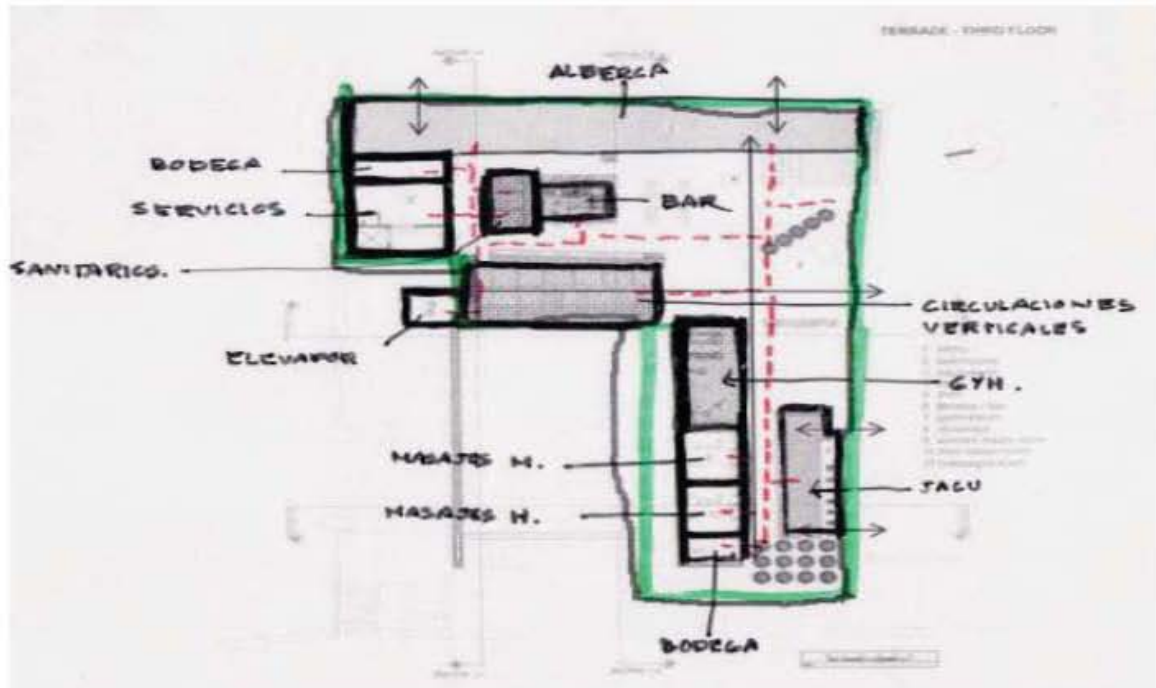 TERRACE - THIRD FLOOR
ALBERCA
BODEGA
SERVICIOS
BAR
SANITARIOS.
CIRCULACIONES
VERTICALES
ELEVADOR
GYM.
MASAJES M.
MASAJES H.
JACU
BODEGA